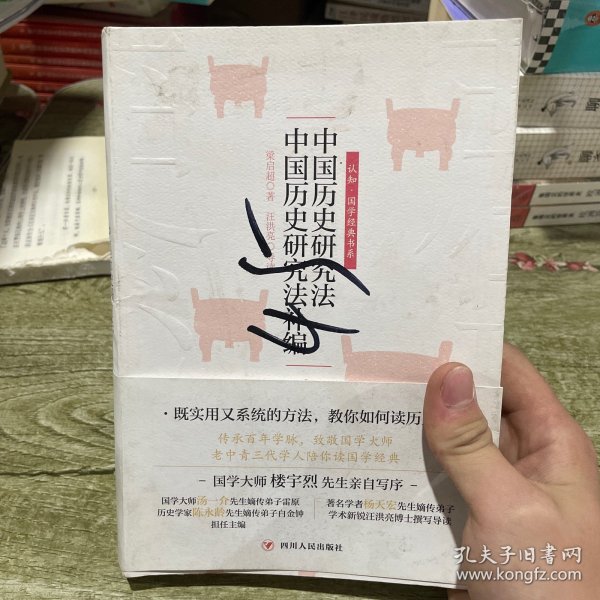 认知·国学经典书系
中国历史研究法
中国历史研究法补编
梁启超◎著 汪洪亮
·既实用又系统的方法，教你如何读历
传承百年学脉，致敬国学大师
老中青三代学人陪你读国学经典
国学大师 楼宇烈 先生亲自写序
国学大师汤一介先生嫡传弟子雷原
历史学家陈永龄先生嫡传弟子白金钟
担任主编
著名学者杨天宏先生嫡传弟子
学术新锐汪洪亮博士撰写导读
四川人民出版社
孔夫子旧书网
www.kongfz.com